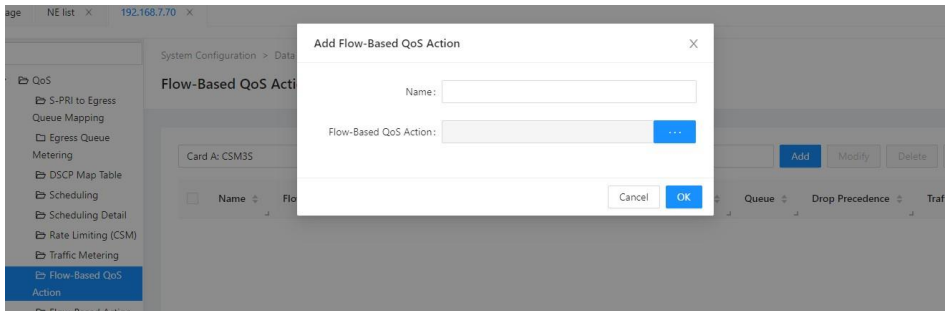 age
NE list ×
192.168.7.70 ×
QoS
S-PRI to Egress
Queue Mapping
Egress Queue
Metering
DSCP Map Table
Scheduling
Scheduling Detail
Rate Limiting (CSM)
Traffic Metering
Flow-Based QoS
Action
System Configuration > Data
Flow-Based QoS Acti
Card A: CSM3S
Add
Modify
Delete
Name
Flo
Queue
Drop Precedence
Traf
Add Flow-Based QoS Action
Name:
Flow-Based QoS Action:
...
Cancel
OK